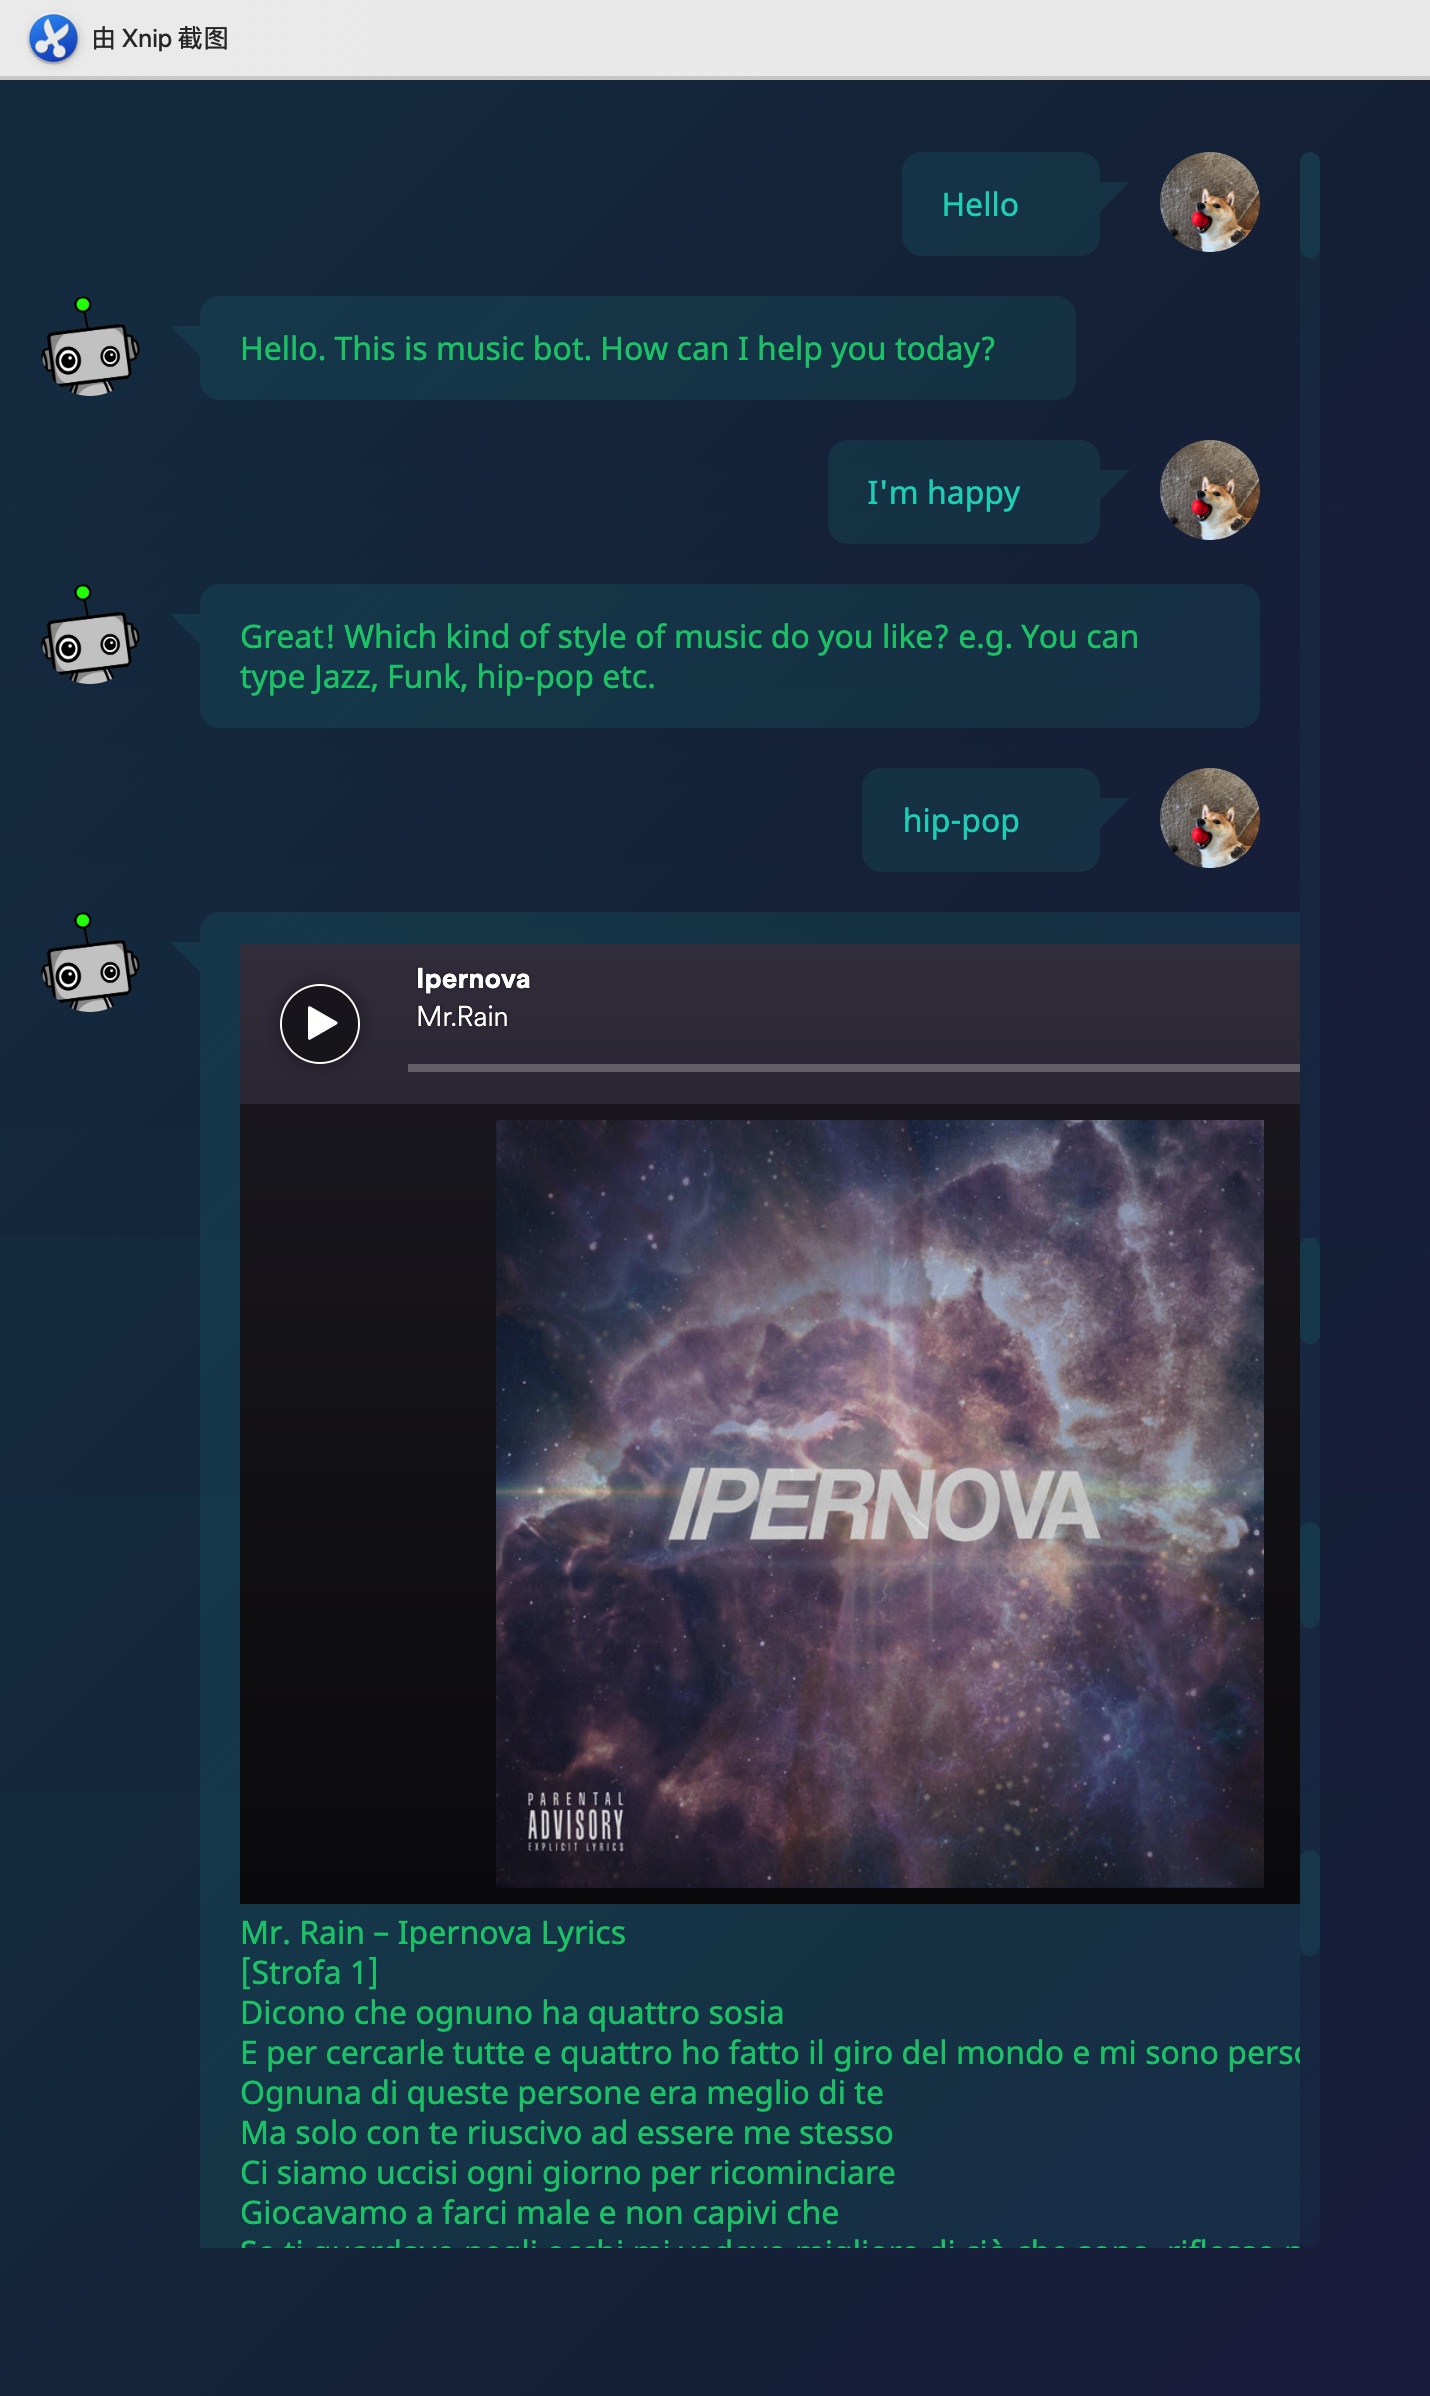 由 Xnip 截图
Hello
Hello. This is music bot. How can I help you today?
I'm happy
Great! Which kind of style of music do you like? e.g. You can
type Jazz, Funk, hip-pop etc.
hip-pop
Ipernova
Mr.Rain
IPERNOVA
PARENTAL
ADVISORY
EXPLICIT LYRICS
Mr. Rain – Ipernova Lyrics
[Strofa 1]
Dicono che ognuno ha quattro sosia
E per cercarle tutte e quattro ho fatto il giro del mondo e mi sono
Ognuna di queste persone era meglio di te
Ma solo con te riuscivo ad essere me stesso
Ci siamo uccisi ogni giorno per ricominciare
Giocavamo a farci male e non capivi che